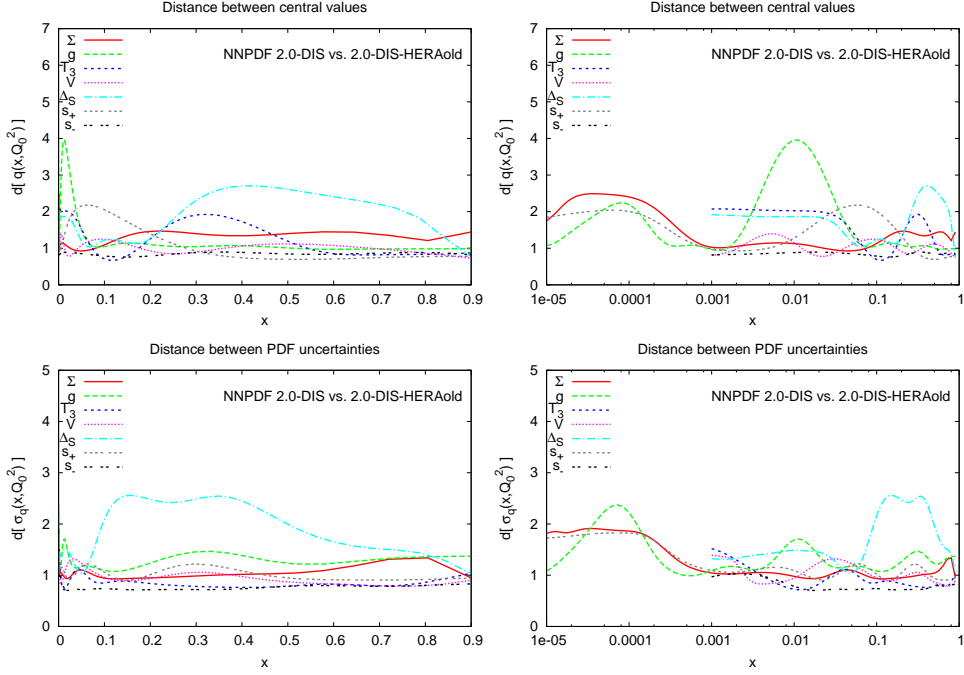 Distance between central values
d[ q(x,Q₀²) ]
7
6
5
4
3
2
1
0
NNPDF 2.0-DIS vs. 2.0-DIS-HERAold
Σ
g
T₃
V
Δ_S
s₊
s₋
0 0.1 0.2 0.3 0.4 0.5 0.6 0.7 0.8 0.9
x
Distance between central values
d[ q(x,Q₀²) ]
7
6
5
4
3
2
1
0
NNPDF 2.0-DIS vs. 2.0-DIS-HERAold
Σ
g
T₃
V
Δ_S
s₊
s₋
1e-05 0.0001 0.001 0.01 0.1 1
x
Distance between PDF uncertainties
d[ σ_q(x,Q₀²) ]
5
4
3
2
1
0
NNPDF 2.0-DIS vs. 2.0-DIS-HERAold
Σ
g
T₃
V
Δ_S
s₊
s₋
0 0.1 0.2 0.3 0.4 0.5 0.6 0.7 0.8 0.9
x
Distance between PDF uncertainties
d[ σ_q(x,Q₀²) ]
5
4
3
2
1
0
NNPDF 2.0-DIS vs. 2.0-DIS-HERAold
Σ
g
T₃
V
Δ_S
s₊
s₋
1e-05 0.0001 0.001 0.01 0.1 1
x